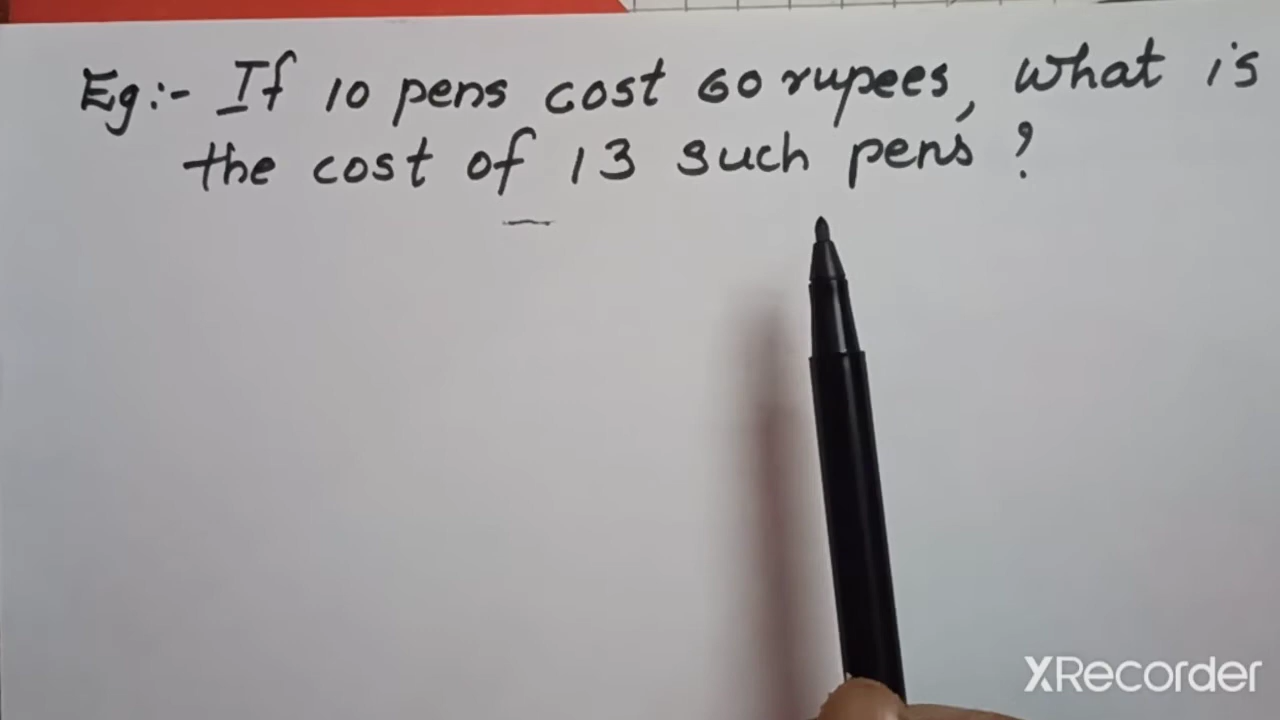 Eg:- If 10 pens cost 60 rupees, what is
the cost of 13 such pens ?
XRecorder